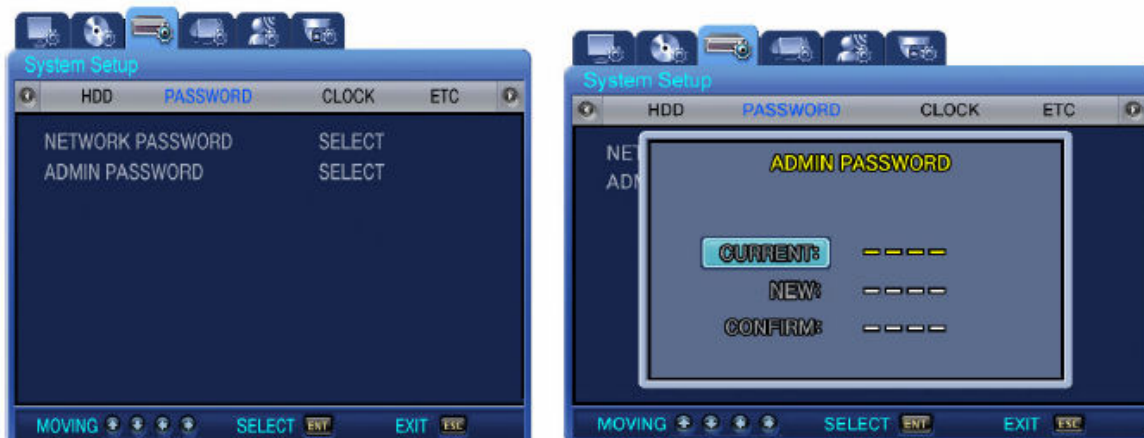 System Setup
HDD PASSWORD CLOCK ETC
NETWORK PASSWORD SELECT
ADMIN PASSWORD SELECT
MOVING SELECT ENT EXIT ESC
System Setup
HDD PASSWORD CLOCK ETC
NET
ADM
ADMIN PASSWORD
CURRENT: ----
NEW: ----
CONFIRM: ----
MOVING SELECT ENT EXIT ESC